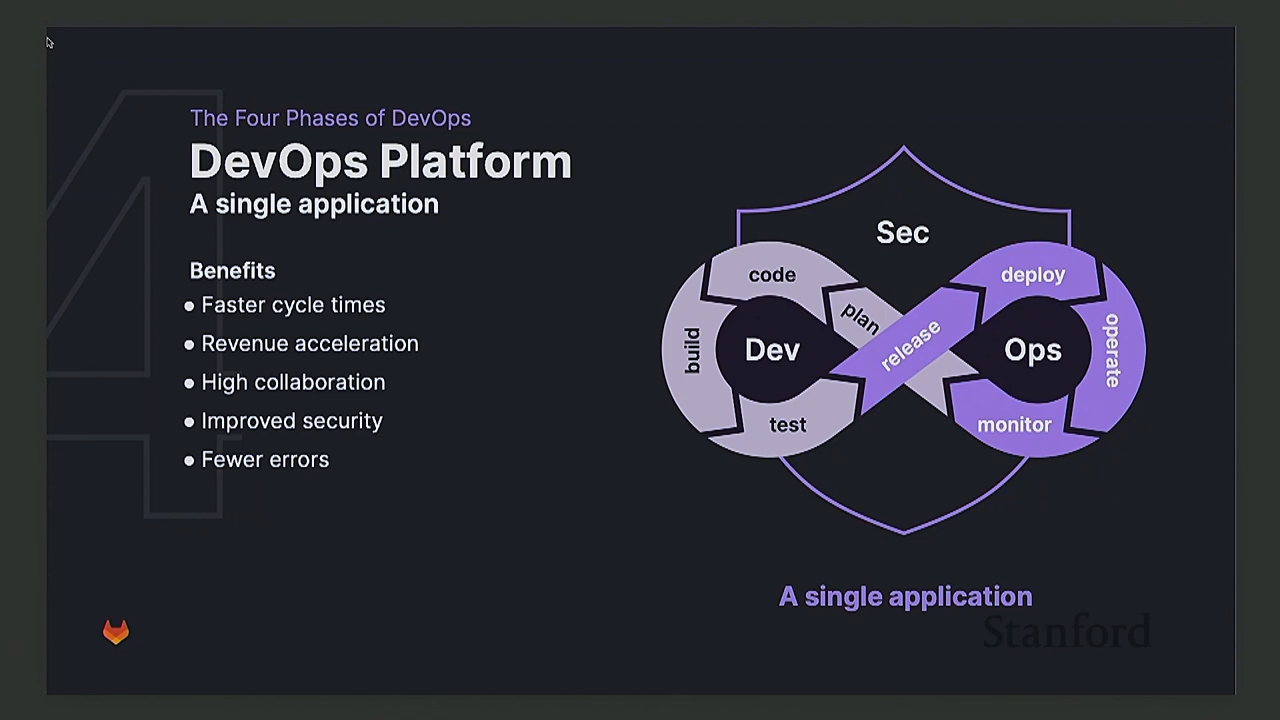 4
The Four Phases of DevOps
DevOps Platform
A single application
Benefits
● Faster cycle times
● Revenue acceleration
● High collaboration
● Improved security
● Fewer errors
Sec
code
deploy
plan
release
build
Dev
Ops
operate
test
monitor
A single application
Stanford